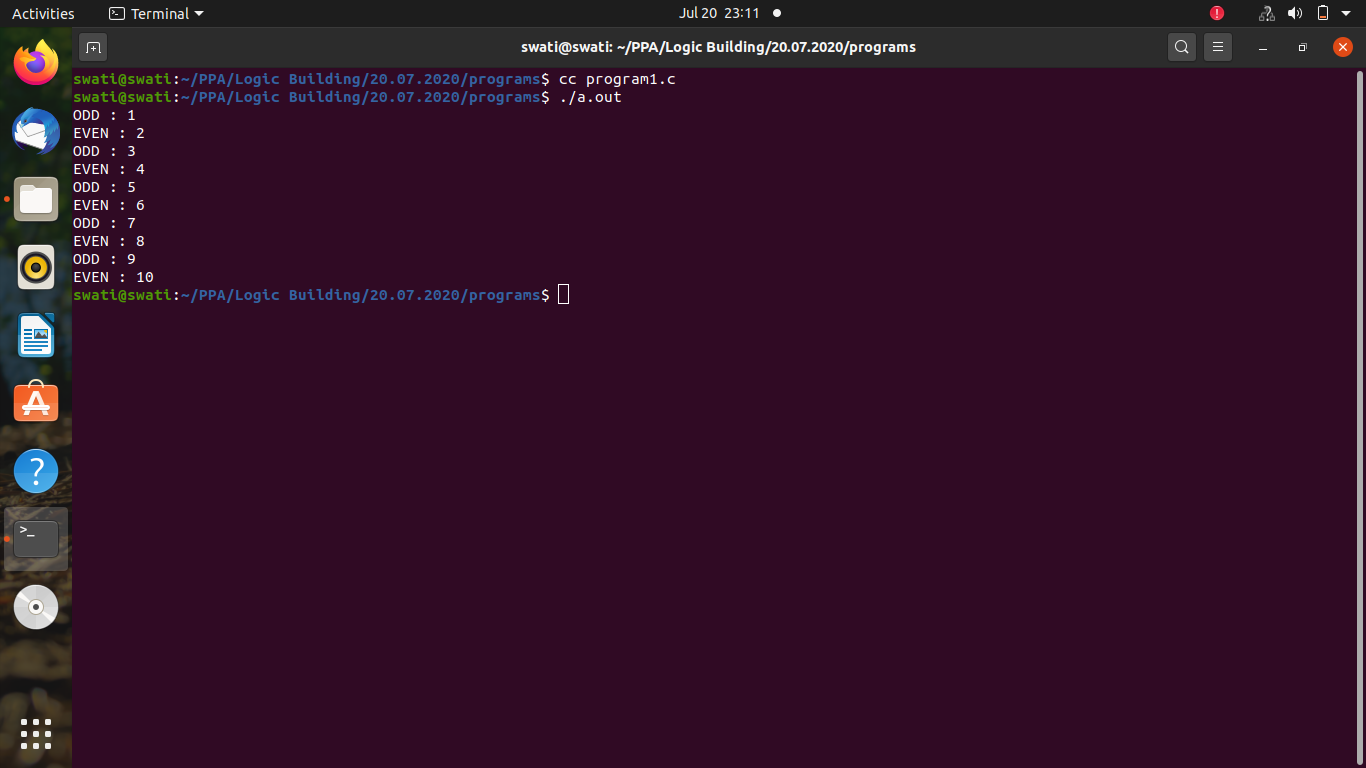 Activities Terminal Jul 20 23:11
swati@swati: ~/PPA/Logic Building/20.07.2020/programs
swati@swati:~/PPA/Logic Building/20.07.2020/programs$ cc program1.c
swati@swati:~/PPA/Logic Building/20.07.2020/programs$ ./a.out
ODD : 1
EVEN : 2
ODD : 3
EVEN : 4
ODD : 5
EVEN : 6
ODD : 7
EVEN : 8
ODD : 9
EVEN : 10
swati@swati:~/PPA/Logic Building/20.07.2020/programs$